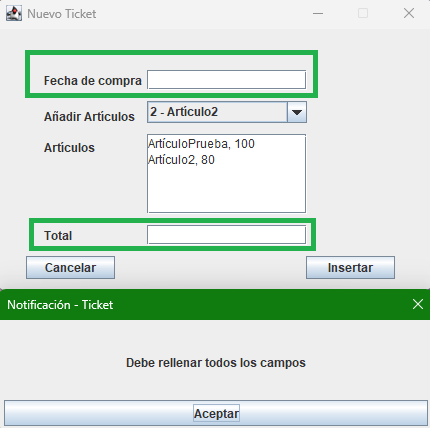 Nuevo Ticket
Fecha de compra
Añadir Artículos
2 - Artículo2
Artículos
ArtículoPrueba, 100
Artículo2, 80
Total
Cancelar
Insertar
Notificación - Ticket
Debe rellenar todos los campos
Aceptar